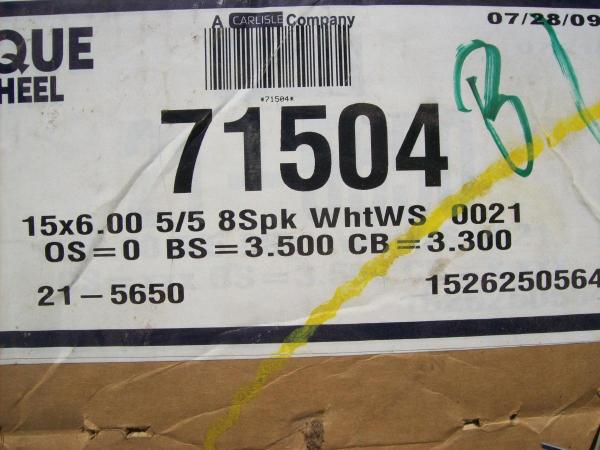 A CARLISLE Company
07/28/09
QUE
HEEL
*71504*
71504
B
15x6.00 5/5 8Spk WhtWS 0021
OS=0 BS=3.500 CB=3.300
21-5650
1526250564